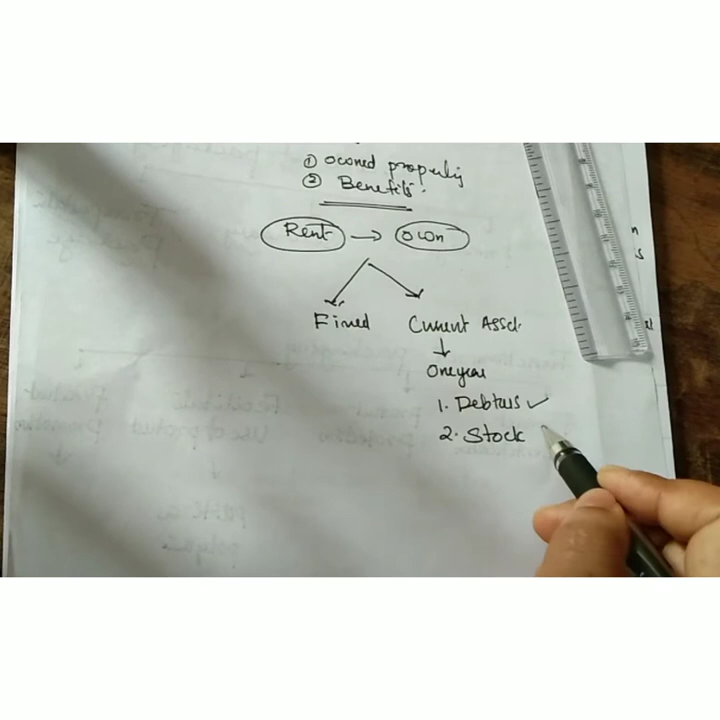 ① Owned property
② Benefits.
Rent → own
Fixed Current Asset
↓
One year
1. Debtors ✓
2. Stock